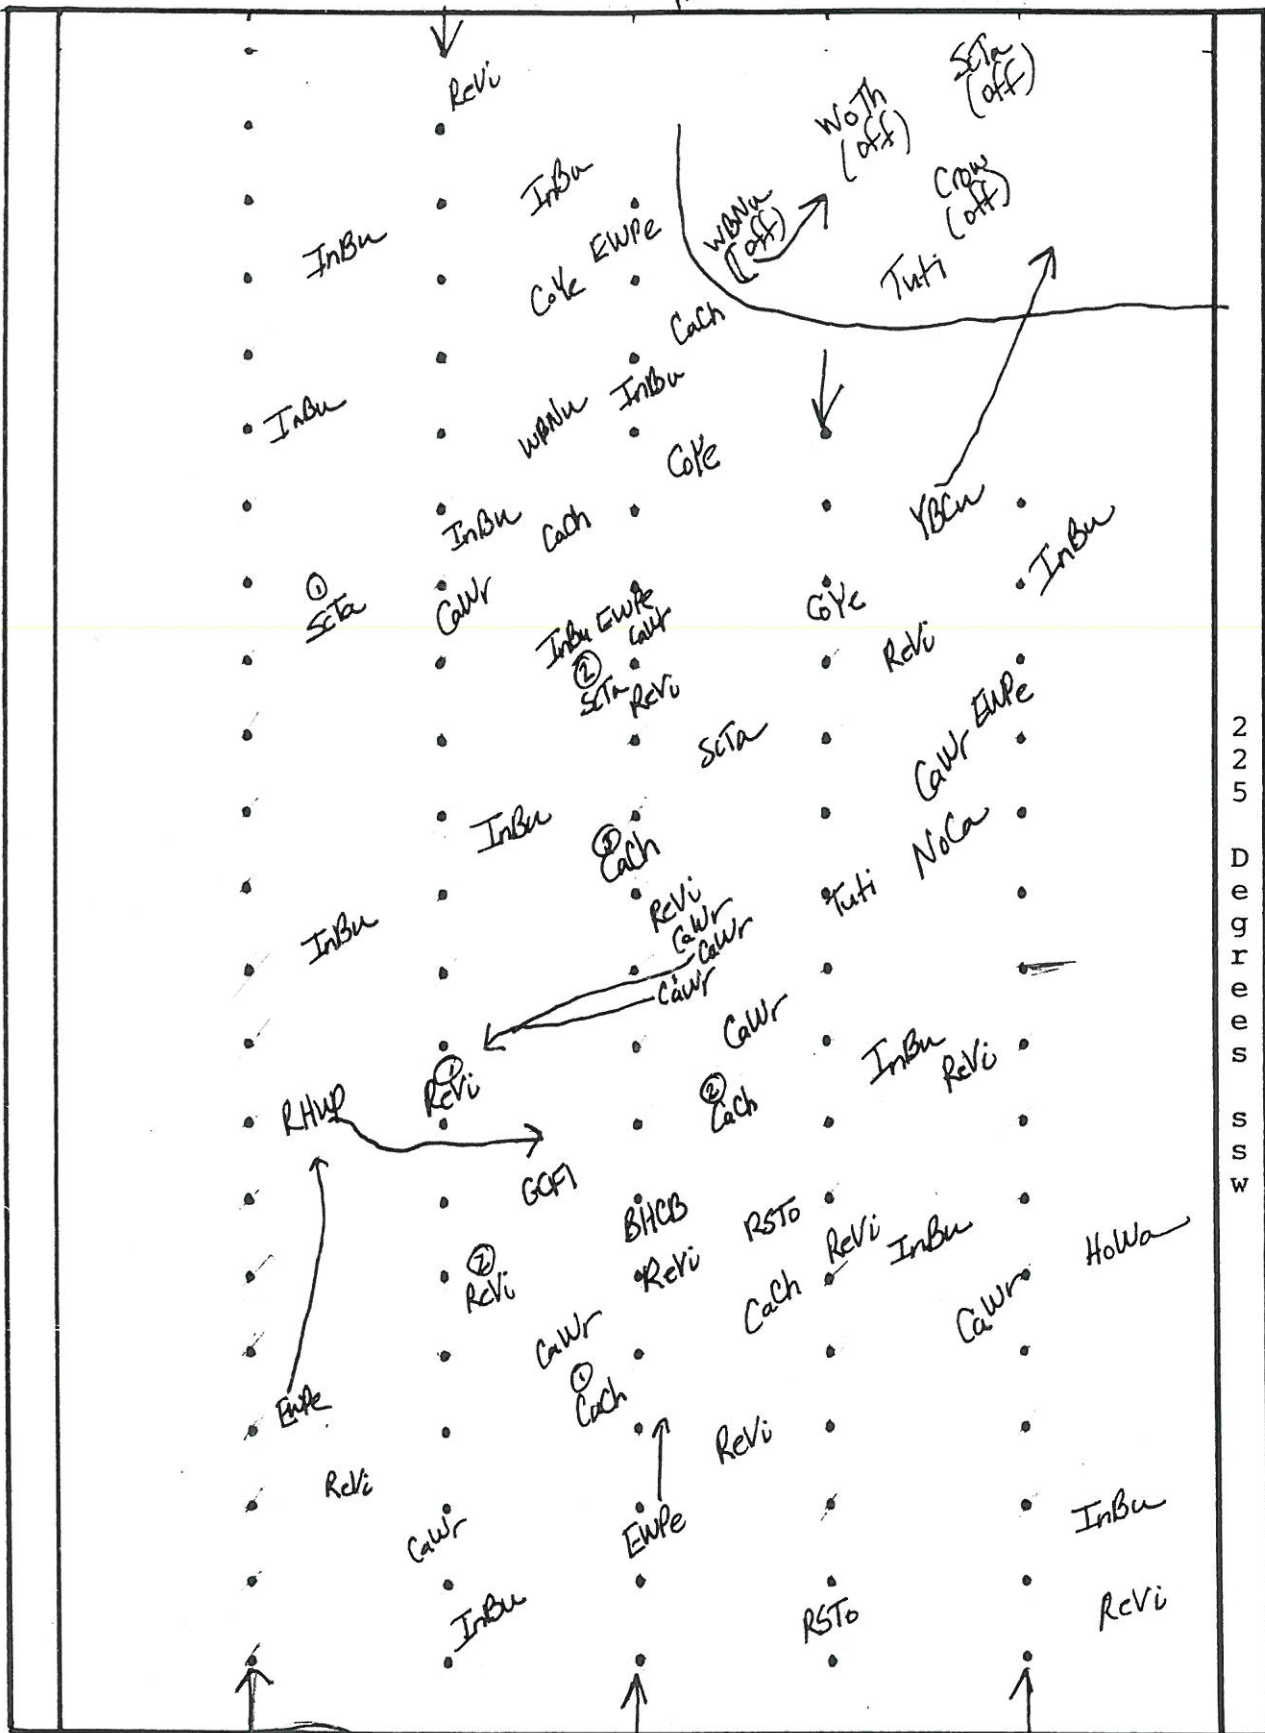 ReVi
ScTa
(off)
WoTh
(off)
InBu
Crow
(off)
WBNu
(off)
InBu
EWPe
CoYe
Tuti
CaCh
InBu
InBu
WBNu
CoYe
YBCu
InBu
CaCh
InBu
①
ScTa
CaWr
InBu EWPe
CaWr
CoYe
②
ScTa
ReVi
ReVi
EWPe
ScTa
CaWr
InBu
CaCh
NoCa
Tuti
ReVi
CaWr
CaWr
InBu
CaWr
CaWr
InBu
ReVi
①
ReVi
②
CaCh
RHWP
GCFl
BHCB
RSTo
ReVi
InBu
HoWa
②
ReVi
ReVi
CaCh
CaWr
CaWr
①
CaCh
EWPe
ReVi
ReVi
InBu
CaWr
EWPe
InBu
RSTo
ReVi
225 Degrees ssw